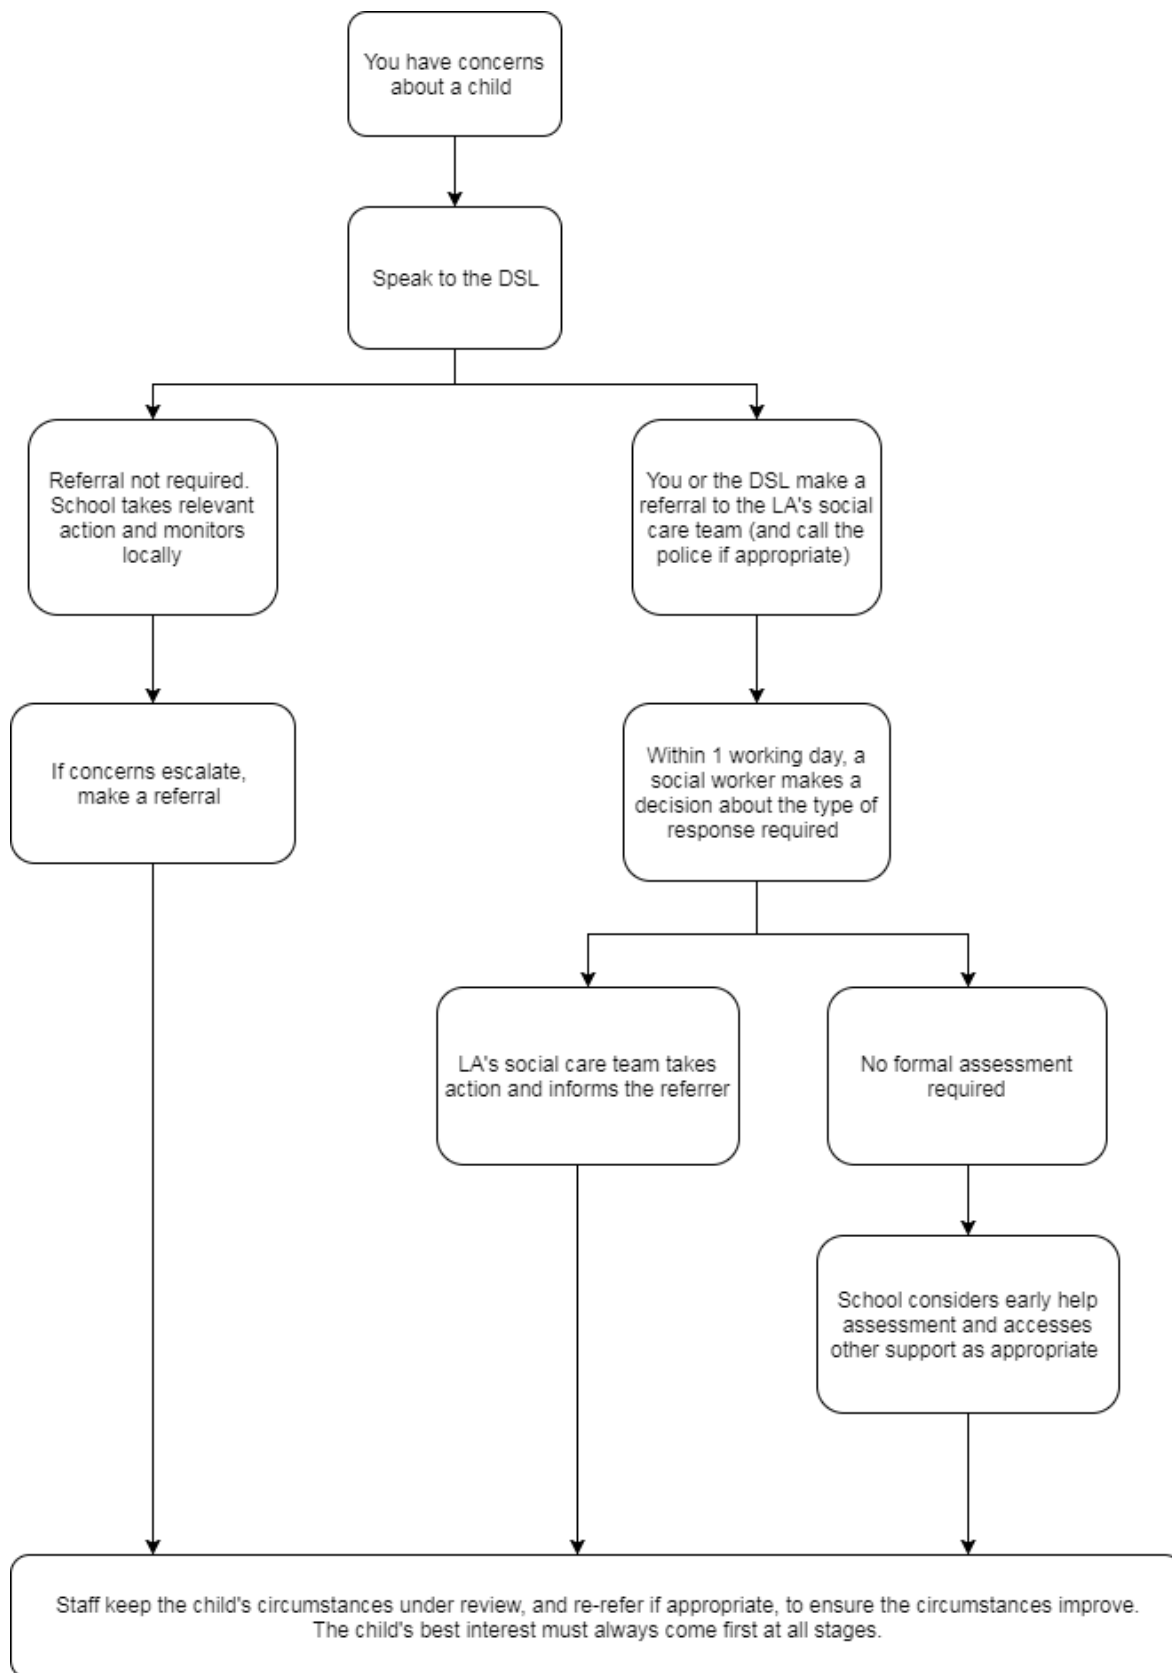 You have concerns
about a child
Speak to the DSL
Referral not required.
School takes relevant
action and monitors
locally
You or the DSL make a
referral to the LA's social
care team (and call the
police if appropriate)
If concerns escalate,
make a referral
Within 1 working day, a
social worker makes a
decision about the type of
response required
LA's social care team takes
action and informs the referrer
No formal assessment
required
School considers early help
assessment and accesses
other support as appropriate
Staff keep the child's circumstances under review, and re-refer if appropriate, to ensure the circumstances improve.
The child's best interest must always come first at all stages.